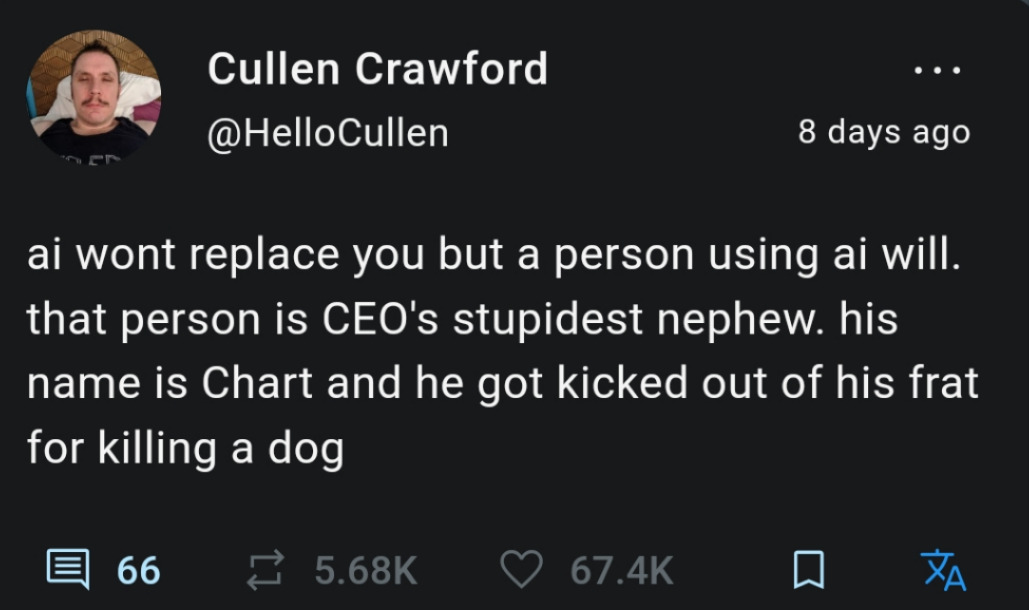 Cullen Crawford
@HelloCullen
8 days ago
ai wont replace you but a person using ai will.
that person is CEO's stupidest nephew. his
name is Chart and he got kicked out of his frat
for killing a dog
66 5.68K 67.4K